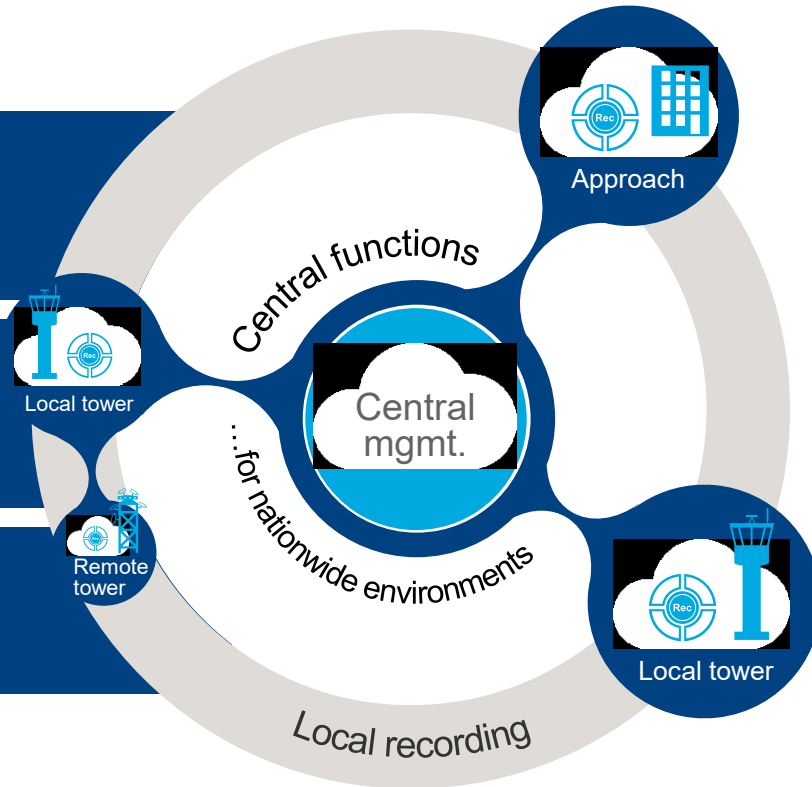 Rec
Approach
Central functions
Rec
Local tower
Central
mgmt.
…for nationwide environments
Rec
Remote
tower
Rec
Local tower
Local recording